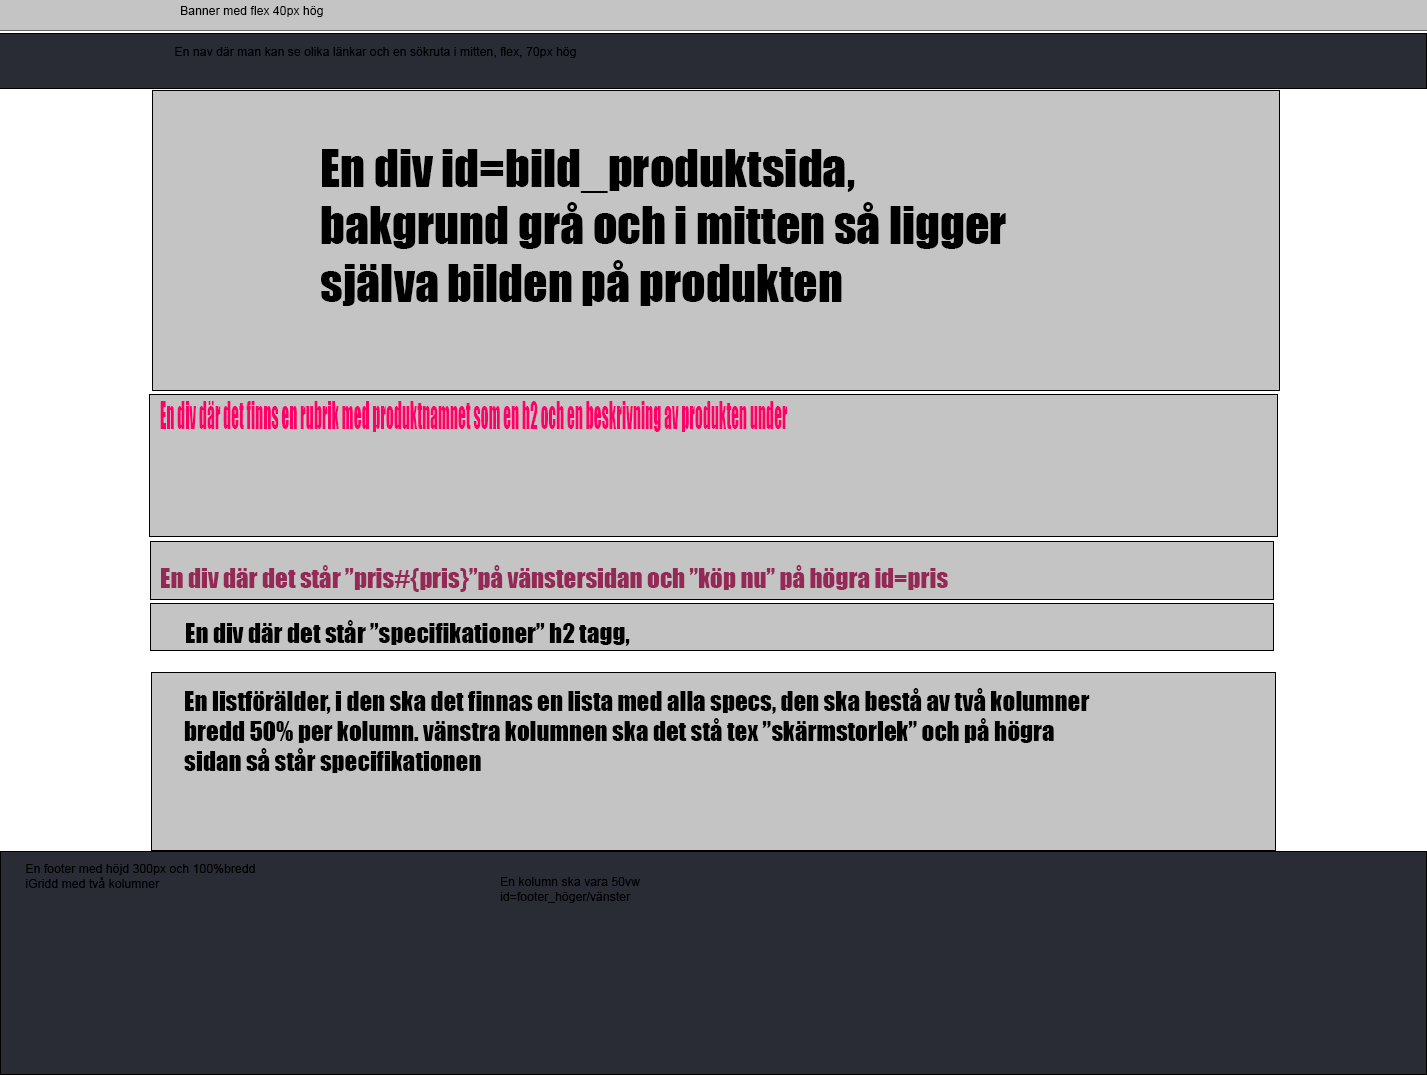 Banner med flex 40px hög
En nav där man kan se olika länkar och en sökruta i mitten, flex, 70px hög
En div id=bild_produktsida,
bakgrund grå och i mitten så ligger
själva bilden på produkten
En div där det finns en rubrik med produktnamnet som en h2 och en beskrivning av produkten under
En div där det står ”pris#{pris}”på vänstersidan och ”köp nu” på högra id=pris
En div där det står ”specifikationer” h2 tagg,
En listförälder, i den ska det finnas en lista med alla specs, den ska bestå av två kolumner
bredd 50% per kolumn. vänstra kolumnen ska det stå tex ”skärmstorlek” och på högra
sidan så står specifikationen
En footer med höjd 300px och 100%bredd
iGridd med två kolumner
En kolumn ska vara 50vw
id=footer_höger/vänster